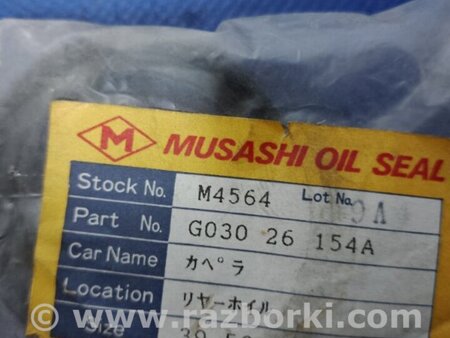 M MUSASHI OIL SEAL
Stock No. M4564 Lot No.
Part No. G030 26 154A
Car Name カペラ
Location リヤーホイル
Size
www.razborki.com